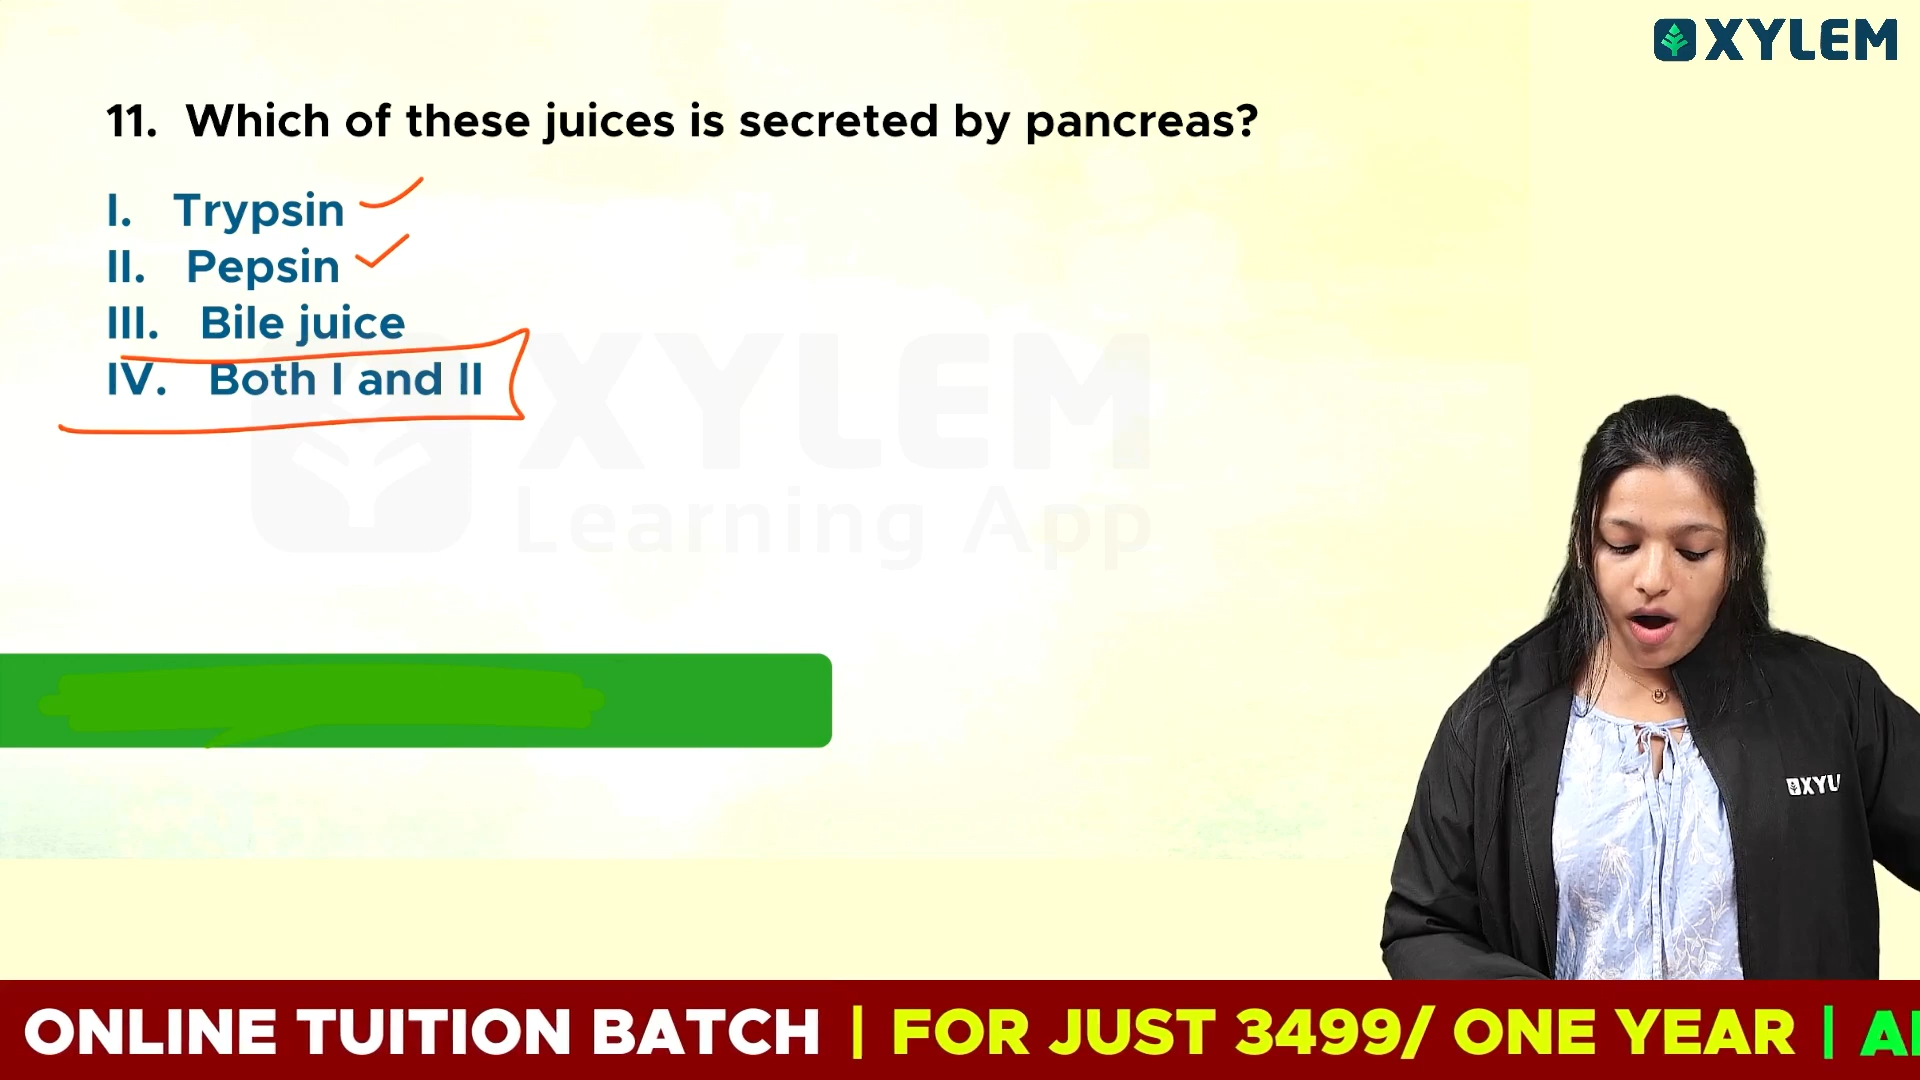 XYLEM
11. Which of these juices is secreted by pancreas?
I. Trypsin
II. Pepsin
III. Bile juice
IV. Both I and II
XYLEM
Learning App
XYL
ONLINE TUITION BATCH | FOR JUST 3499/ ONE YEAR |